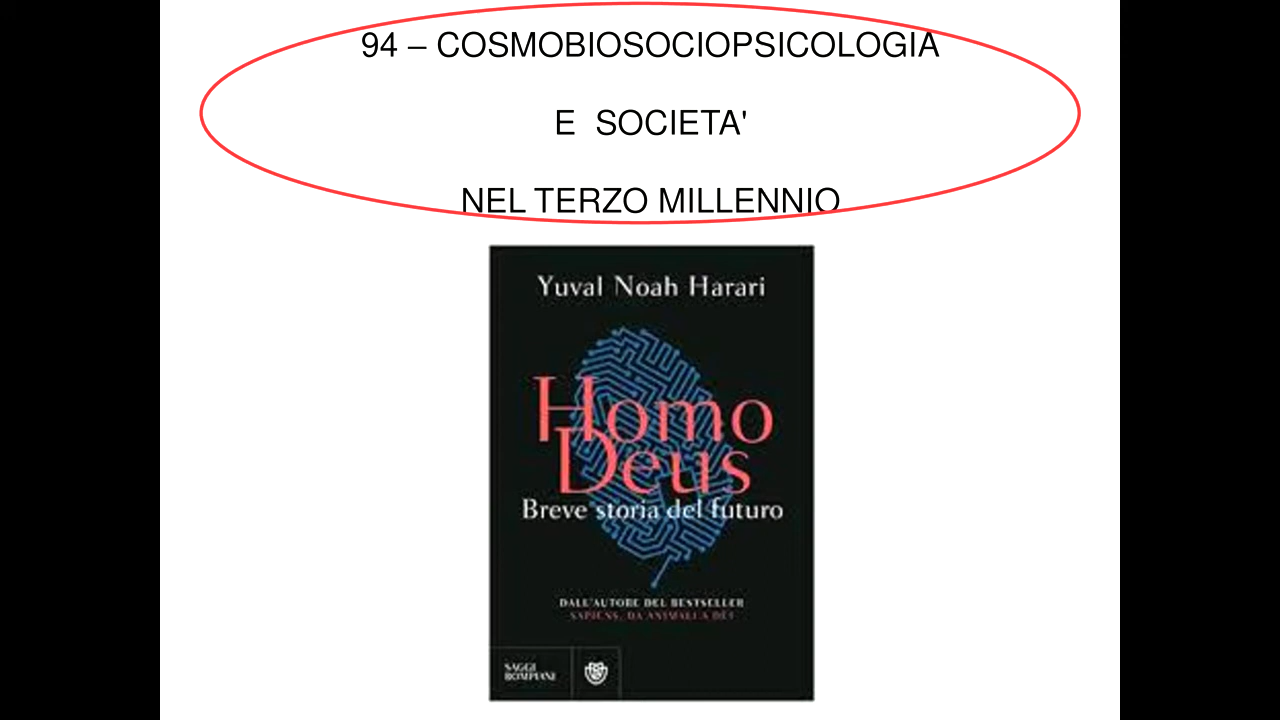 94 – COSMOBIOSOCIOPSICOLOGIA
E SOCIETA'
NEL TERZO MILLENNIO
Yuval Noah Harari
Homo
Deus
Breve storia del futuro
DALL'AUTORE DEL BESTSELLER
SAPIENS. DA ANIMALI A DÈI
SAGGI
BOMPIANI